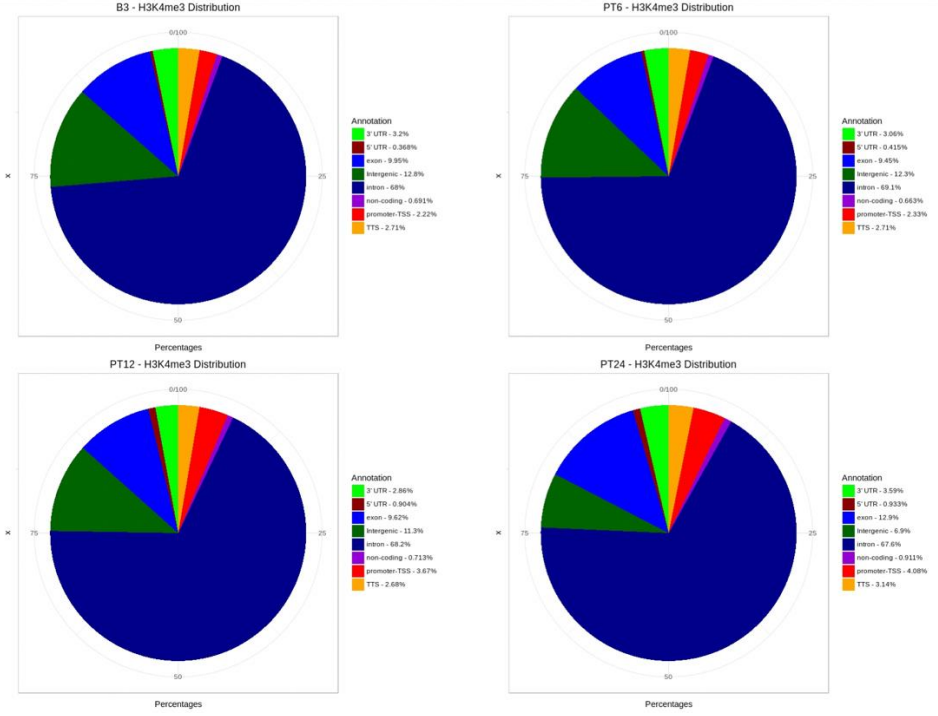 B3 - H3K4me3 Distribution
0/100
25
50
75
x
Percentages
Annotation
3' UTR - 3.2%
5' UTR - 0.368%
exon - 9.95%
Intergenic - 12.8%
intron - 68%
non-coding - 0.691%
promoter-TSS - 2.22%
TTS - 2.71%
PT6 - H3K4me3 Distribution
0/100
25
50
75
x
Percentages
Annotation
3' UTR - 3.06%
5' UTR - 0.415%
exon - 9.45%
Intergenic - 12.3%
intron - 69.1%
non-coding - 0.663%
promoter-TSS - 2.33%
TTS - 2.71%
PT12 - H3K4me3 Distribution
0/100
25
50
75
x
Percentages
Annotation
3' UTR - 2.86%
5' UTR - 0.904%
exon - 9.62%
Intergenic - 11.3%
intron - 68.2%
non-coding - 0.713%
promoter-TSS - 3.67%
TTS - 2.68%
PT24 - H3K4me3 Distribution
0/100
25
50
75
x
Percentages
Annotation
3' UTR - 3.59%
5' UTR - 0.933%
exon - 12.9%
Intergenic - 6.9%
intron - 67.6%
non-coding - 0.911%
promoter-TSS - 4.08%
TTS - 3.14%